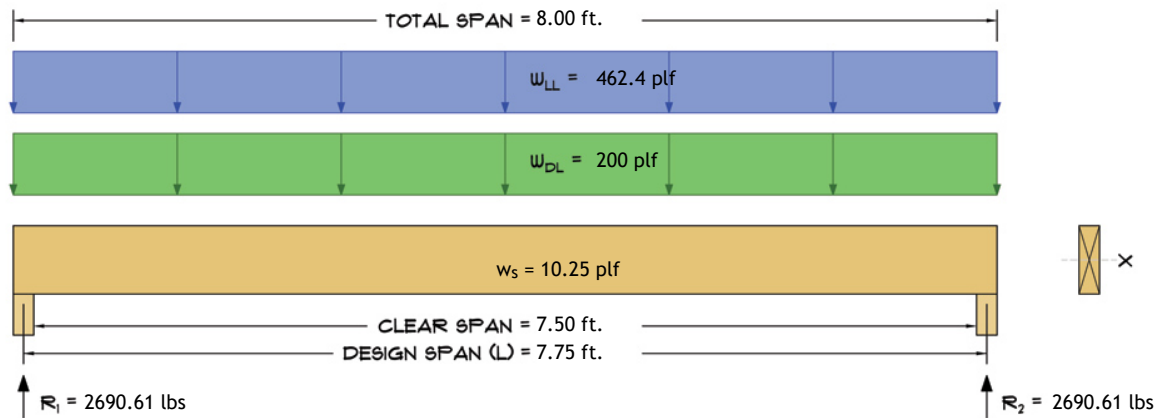 TOTAL SPAN = 8.00 ft.
WLL = 462.4 plf
WDL = 200 plf
ws = 10.25 plf
X
CLEAR SPAN = 7.50 ft.
DESIGN SPAN (L) = 7.75 ft.
R1 = 2690.61 lbs
R2 = 2690.61 lbs